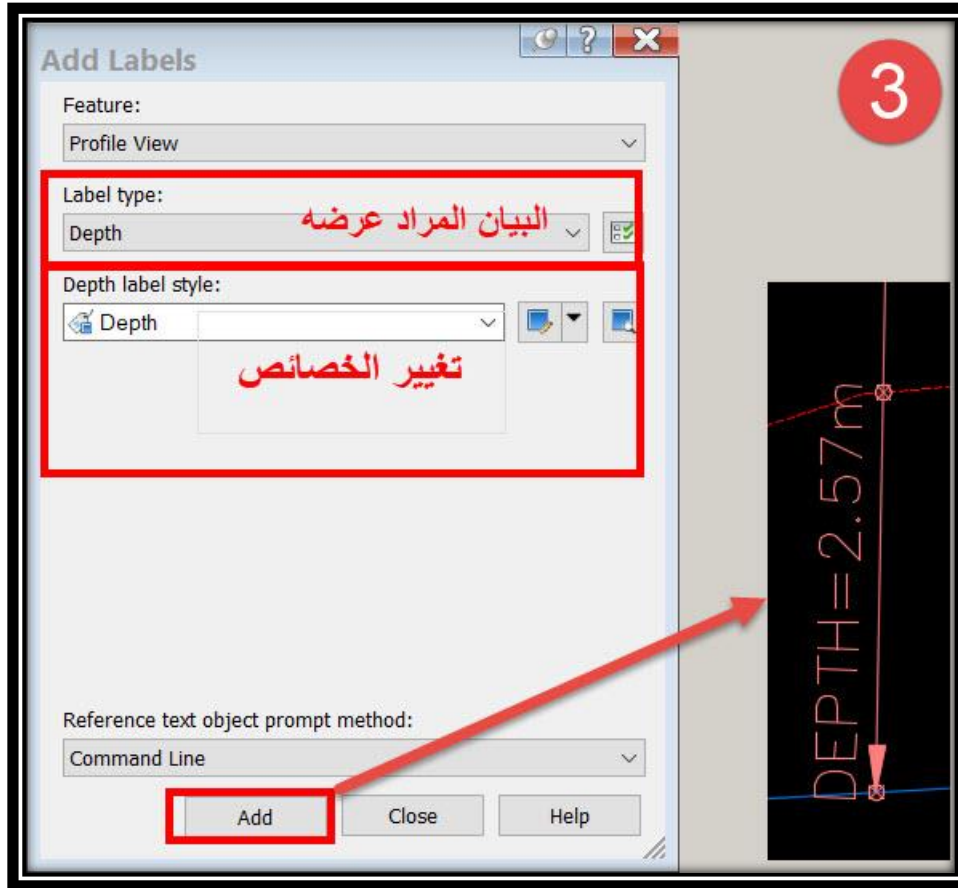 Add Labels
3
Feature:
Profile View
Label type:
Depth
البيان المراد عرضه
Depth label style:
Depth
تغيير الخصائص
DEPTH=2.57m
Reference text object prompt method:
Command Line
Add
Close
Help